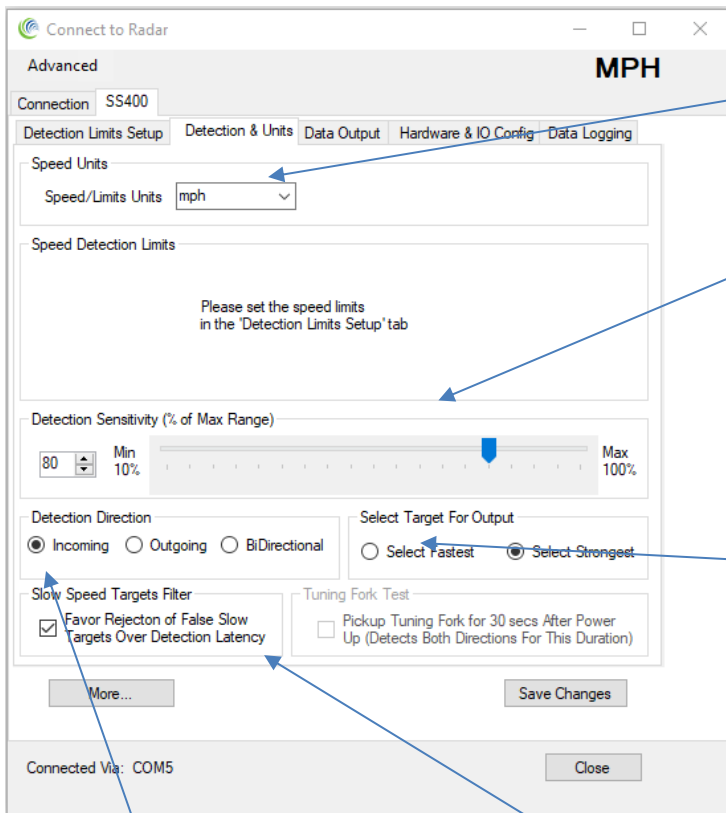 Connect to Radar
Advanced
MPH
Connection SS400
Detection Limits Setup Detection & Units Data Output Hardware & IO Config Data Logging
Speed Units
Speed/Limits Units mph
Speed Detection Limits
Please set the speed limits
in the 'Detection Limits Setup' tab
Detection Sensitivity (% of Max Range)
80
Min
10%
Max
100%
Detection Direction
Incoming Outgoing BiDirectional
Select Target For Output
Select Fastest Select Strongest
Slow Speed Targets Filter
Favor Rejecton of False Slow
Targets Over Detection Latency
Tuning Fork Test
Pickup Tuning Fork for 30 secs After Power
Up (Detects Both Directions For This Duration)
More... Save Changes
Connected Via: COM5 Close